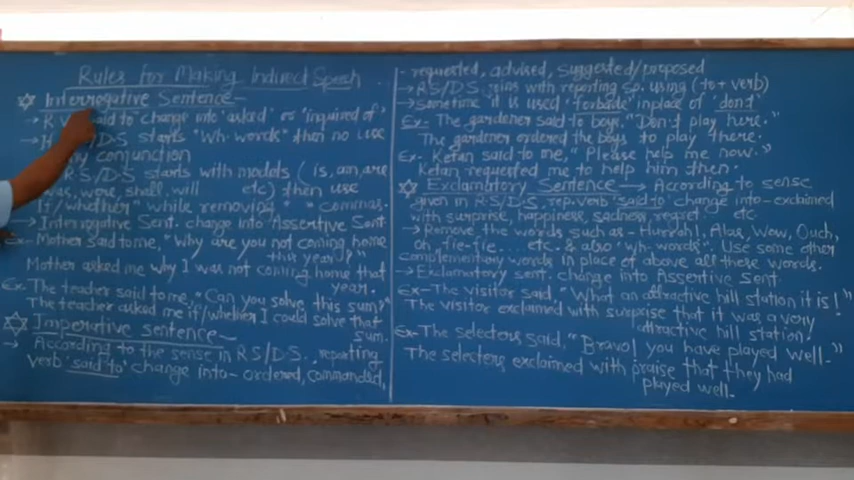 Rules for Making Indirect Speech
Interrogative Sentence-
→ R.V. said to" change into "asked" or "inquired of"
→ D.S starts "Wh-words" then no use
any conjunction
R.S/D.S starts with models (is, am, are
was, were, shall, will etc) then use
If/whether" while removing " " commas.
→ Interrogative Sent. change into Assertive Sent.
Ex- Mother said to me, "Why are you not coming home
this year?"
Mother asked me why I was not coming home that
year.
Ex. The teacher said to me, "Can you solve this sum?"
The teacher asked me if/whether I could solve that
sum.
Imperative sentence-
→ According to the sense in R.S/D.S. reporting
verb 'said to' change into- ordered, commanded,
- requested, advised, suggested/proposed
→ R.S/D.S. joins with reporting sp. using (to + verb)
→ Sometime it is used 'forbade' in place of 'don't'
Ex- The gardener said to boys, "Don't play here."
The gardener ordered the boys to play there.
Ex- Ketan said to me, "Please help me now."
Ketan requested me to help him then.
Exclamatory Sentence → According to sense
given in R.S/D.S. rep.verb 'said to' change into-exclaimed
with surprise, happiness, sadness, regret. etc
→ Remove the words such as - Hurrah!, Alas, Wow, Ouch,
oh, fie-fie... etc. & also 'wh-words'. Use some other
complementary words in place of above all these words.
→ Exclamatory sent. change into Assertive Sent
Ex- The visitor said, "What an attractive hill station it is!"
The visitor exclaimed with surprise that it was a very
attractive hill station.
Ex- The selectors said, "Bravo! you have played well."
The selectors exclaimed with praise that they had
played well.